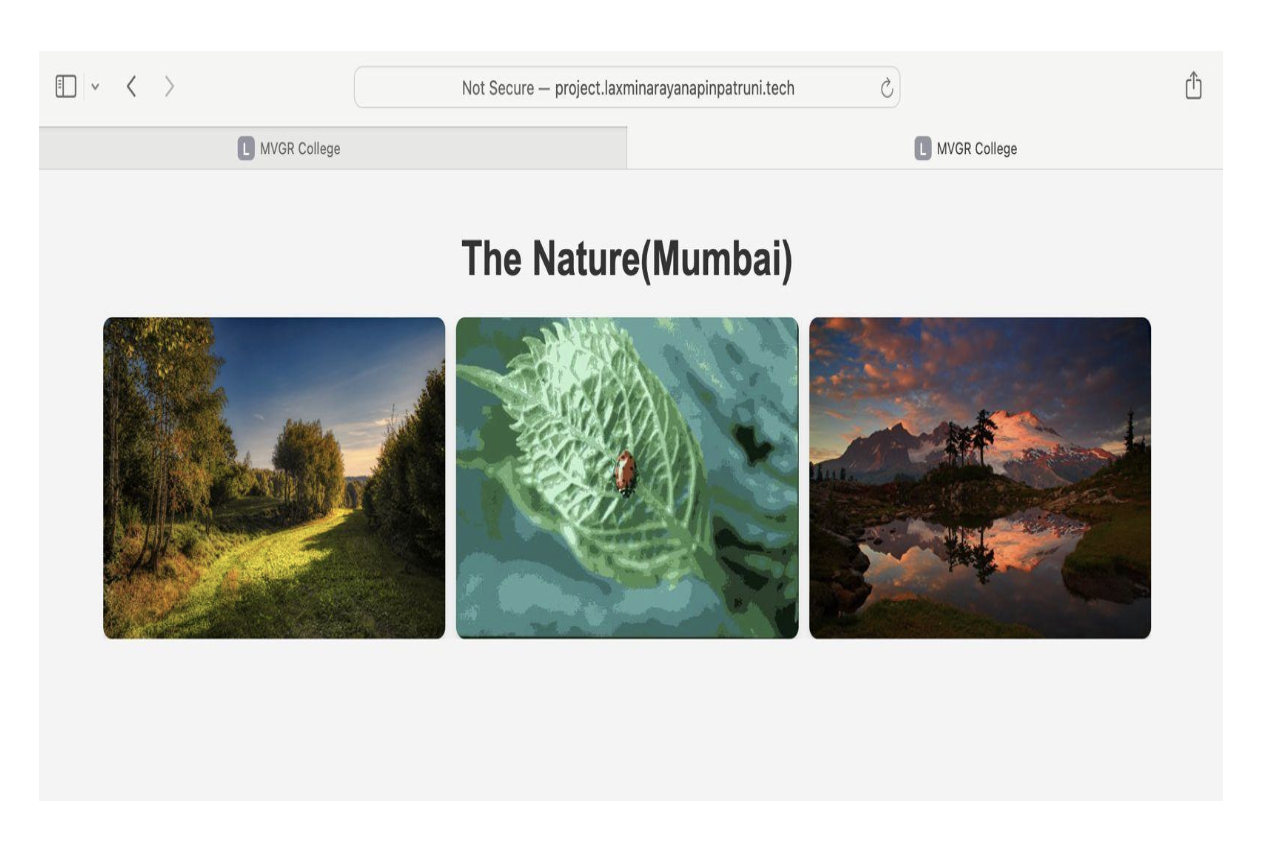 Not Secure — project.laxminarayanapinpatruni.tech
L MVGR College
L MVGR College
The Nature(Mumbai)